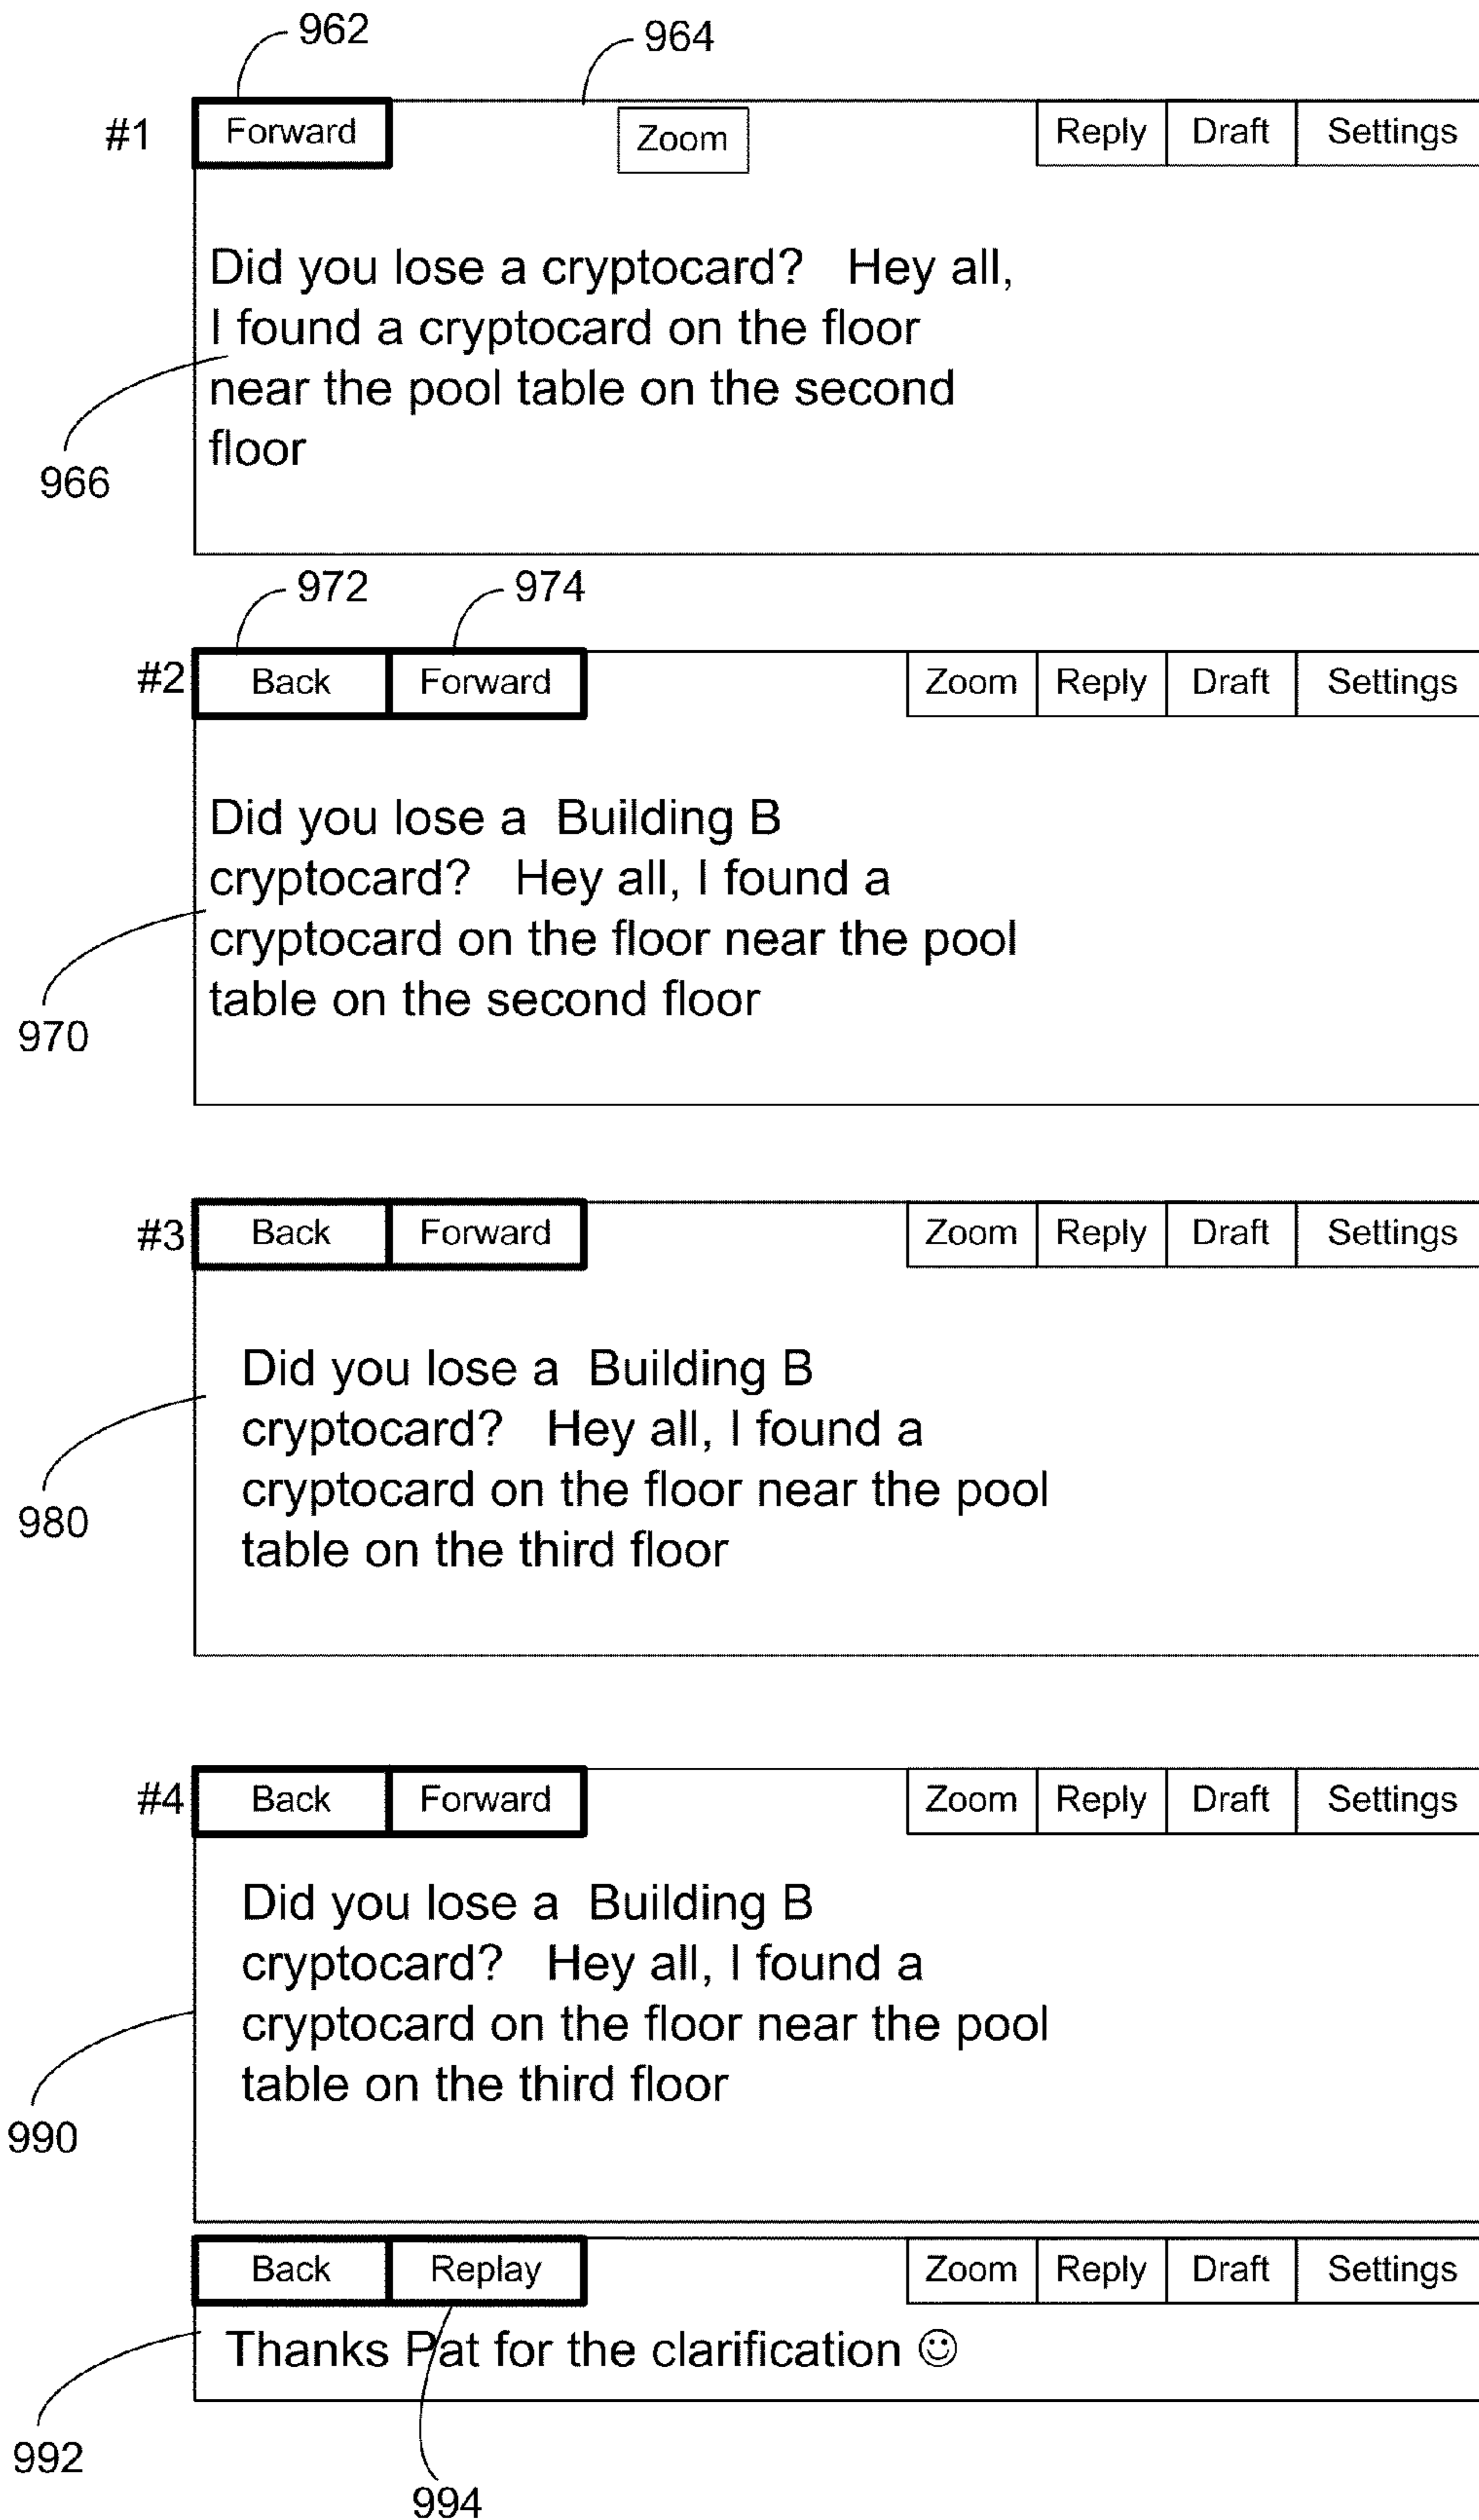 962
964
#1 Forward Zoom Reply Draft Settings
Did you lose a cryptocard? Hey all,
I found a cryptocard on the floor
near the pool table on the second
floor
966
972 974
#2 Back Forward Zoom Reply Draft Settings
Did you lose a Building B
cryptocard? Hey all, I found a
cryptocard on the floor near the pool
table on the second floor
970
#3 Back Forward Zoom Reply Draft Settings
Did you lose a Building B
cryptocard? Hey all, I found a
cryptocard on the floor near the pool
table on the third floor
980
#4 Back Forward Zoom Reply Draft Settings
Did you lose a Building B
cryptocard? Hey all, I found a
cryptocard on the floor near the pool
table on the third floor
990
Back Replay Zoom Reply Draft Settings
Thanks Pat for the clarification ☺
992
994